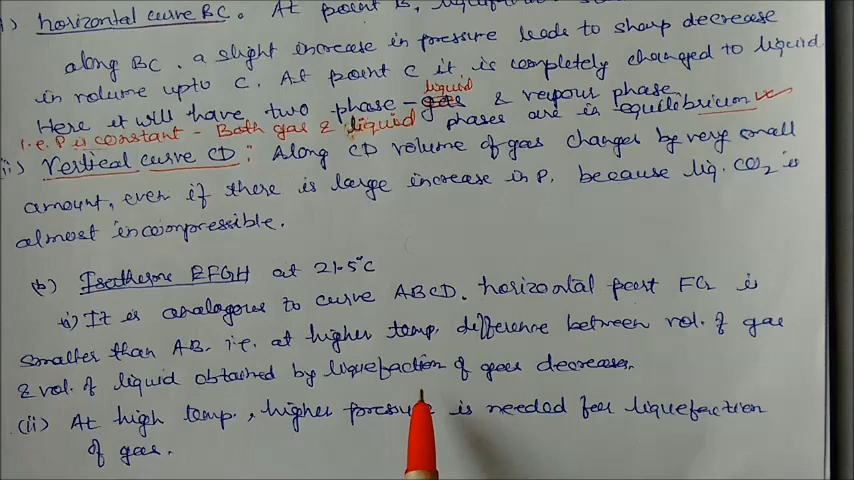 i) horizontal curve BC. At point B,
along BC. a slight increase in pressure leads to sharp decrease
in volume upto C. At point C it is completely changed to liquid
liquid
Here it will have two phase - gas & vapour phase
i.e. P is constant - Both gas & liquid phases are in equilibrium
ii) Vertical curve CD: Along CD volume of gas changes by very small
amount, even if there is large increase in P. because liq. CO2 is
almost incompressible.
(b) Isotherm EFGH at 21.5°C
i) It is analogous to curve ABCD. horizontal part FG is
smaller than AB. i.e. at higher temp. difference between vol. of gas
& vol. of liquid obtained by liquefaction of gas decreases.
(ii) At high temp., higher pressure is needed for liquefaction
of gas.